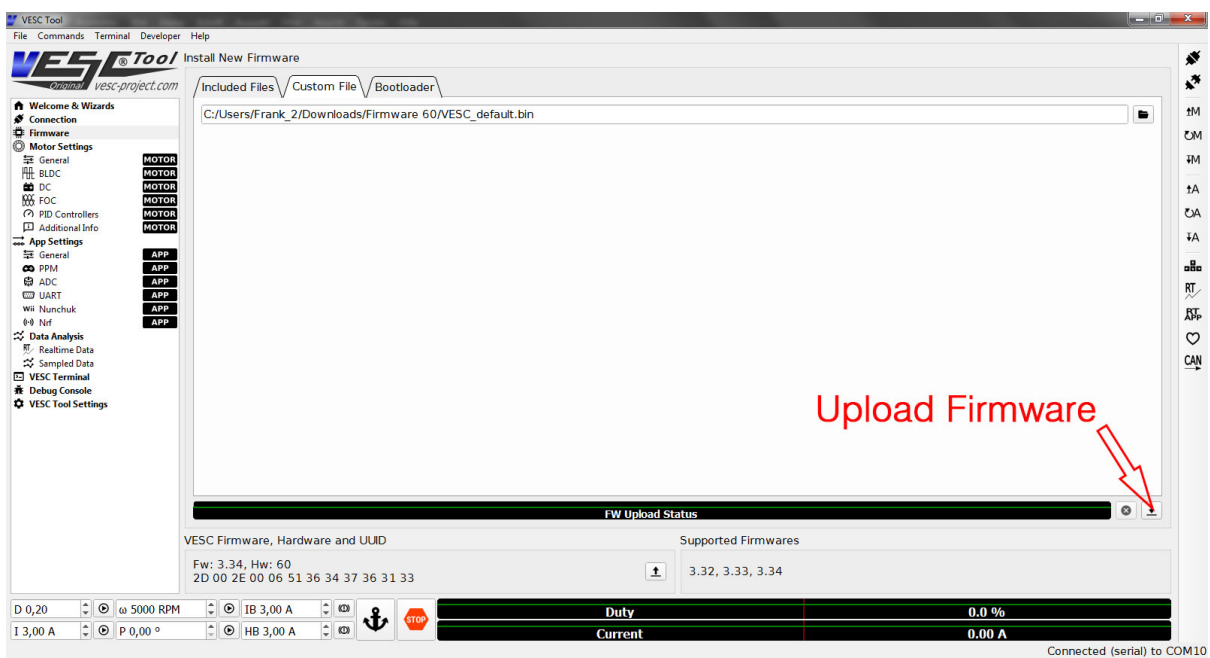 VESC Tool
File Commands Terminal Developer Help
VESC® Tool
Original vesc-project.com
Welcome & Wizards
Connection
Firmware
Motor Settings
General MOTOR
BLDC MOTOR
DC MOTOR
FOC MOTOR
PID Controllers MOTOR
Additional Info MOTOR
App Settings
General APP
PPM APP
ADC APP
UART APP
Wii Nunchuk APP
Nrf APP
Data Analysis
RT Realtime Data
Sampled Data
VESC Terminal
Debug Console
VESC Tool Settings
Install New Firmware
Included Files Custom File Bootloader
C:/Users/Frank_2/Downloads/Firmware 60/VESC_default.bin
Upload Firmware
FW Upload Status
VESC Firmware, Hardware and UUID
Fw: 3.34, Hw: 60
2D 00 2E 00 06 51 36 34 37 36 31 33
Supported Firmwares
3.32, 3.33, 3.34
M
M
M
A
A
A
RT
RT APP
CAN
D 0,20 ω 5000 RPM IB 3,00 A
I 3,00 A P 0,00 ° HB 3,00 A
STOP
Duty 0.0 %
Current 0.00 A
Connected (serial) to COM10